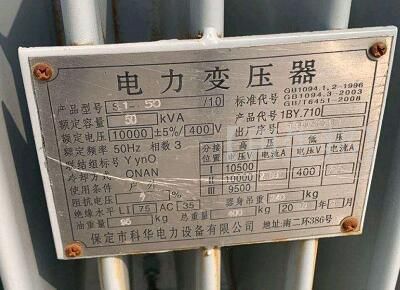 电力变压器
GB1094.1,2-1996
GB1094.3-2003
GB/T6451-2008
产品型号 S11-50 /10 标准代号
额定容量 50 kVA 产品代号 1BY.710
额定电压 10000±5%/400 V 出厂序号
额定频率 50Hz 相数 3
分接位置 高压 低压
电压V 电流A 电压V 电流A
联结组标号 Yyn0
冷却方式 ONAN
使用条件 户外
Ⅰ 10500
Ⅱ 10000 400
Ⅲ 9500
阻抗电压 %
绝缘水平 LI 75 AC 35
器身吊重 kg
油重量 95 kg 总重量 400 kg 20 年 月
保定市科华电力设备有限公司 地址:南二环386号